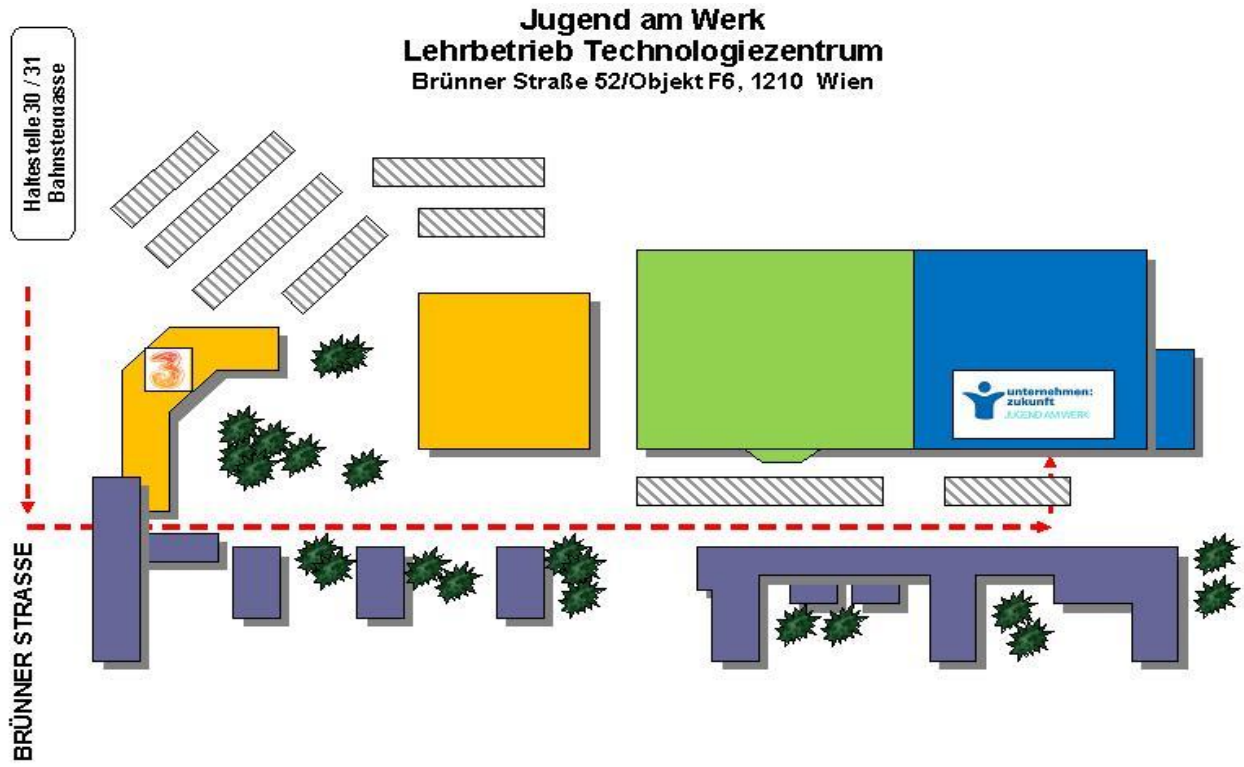 Jugend am Werk
Lehrbetrieb Technologiezentrum
Brünner Straße 52/Objekt F6, 1210 Wien
Haltestelle 30 / 31
Bahnsteggasse
3
unternehmen:
zukunft
JUGEND AM WERK
BRÜNNER STRASSE